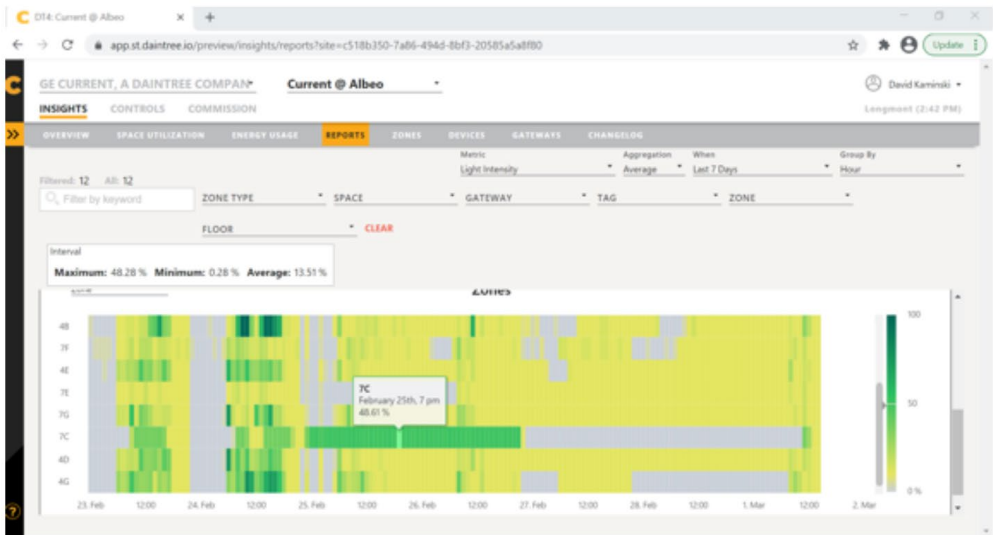 DT4: Current @ Albeo
app.st.daintree.io/preview/insights/reports?site=c518b350-7a86-494d-8bf3-20585a5a8f80
Update
GE CURRENT, A DAINTREE COMPAN
Current @ Albeo
David Kaminski
INSIGHTS CONTROLS COMMISSION
Longmont (2:42 PM)
OVERVIEW SPACE UTILIZATION ENERGY USAGE REPORTS ZONES DEVICES GATEWAYS CHANGELOG
Metric Aggregation When Group By
Light Intensity Average Last 7 Days Hour
Filtered: 12 All: 12
Filter by keyword ZONE TYPE SPACE GATEWAY TAG ZONE
FLOOR CLEAR
Interval
Maximum: 48.28 % Minimum: 0.28 % Average: 13.51 %
Zones
4B
7F
4E
7E
7G
7C
4D
4G
7C
February 25th, 7 pm
48.61 %
100
50
0 %
23. Feb 12:00 24. Feb 12:00 25. Feb 12:00 26. Feb 12:00 27. Feb 12:00 28. Feb 12:00 1. Mar 12:00 2. Mar
?